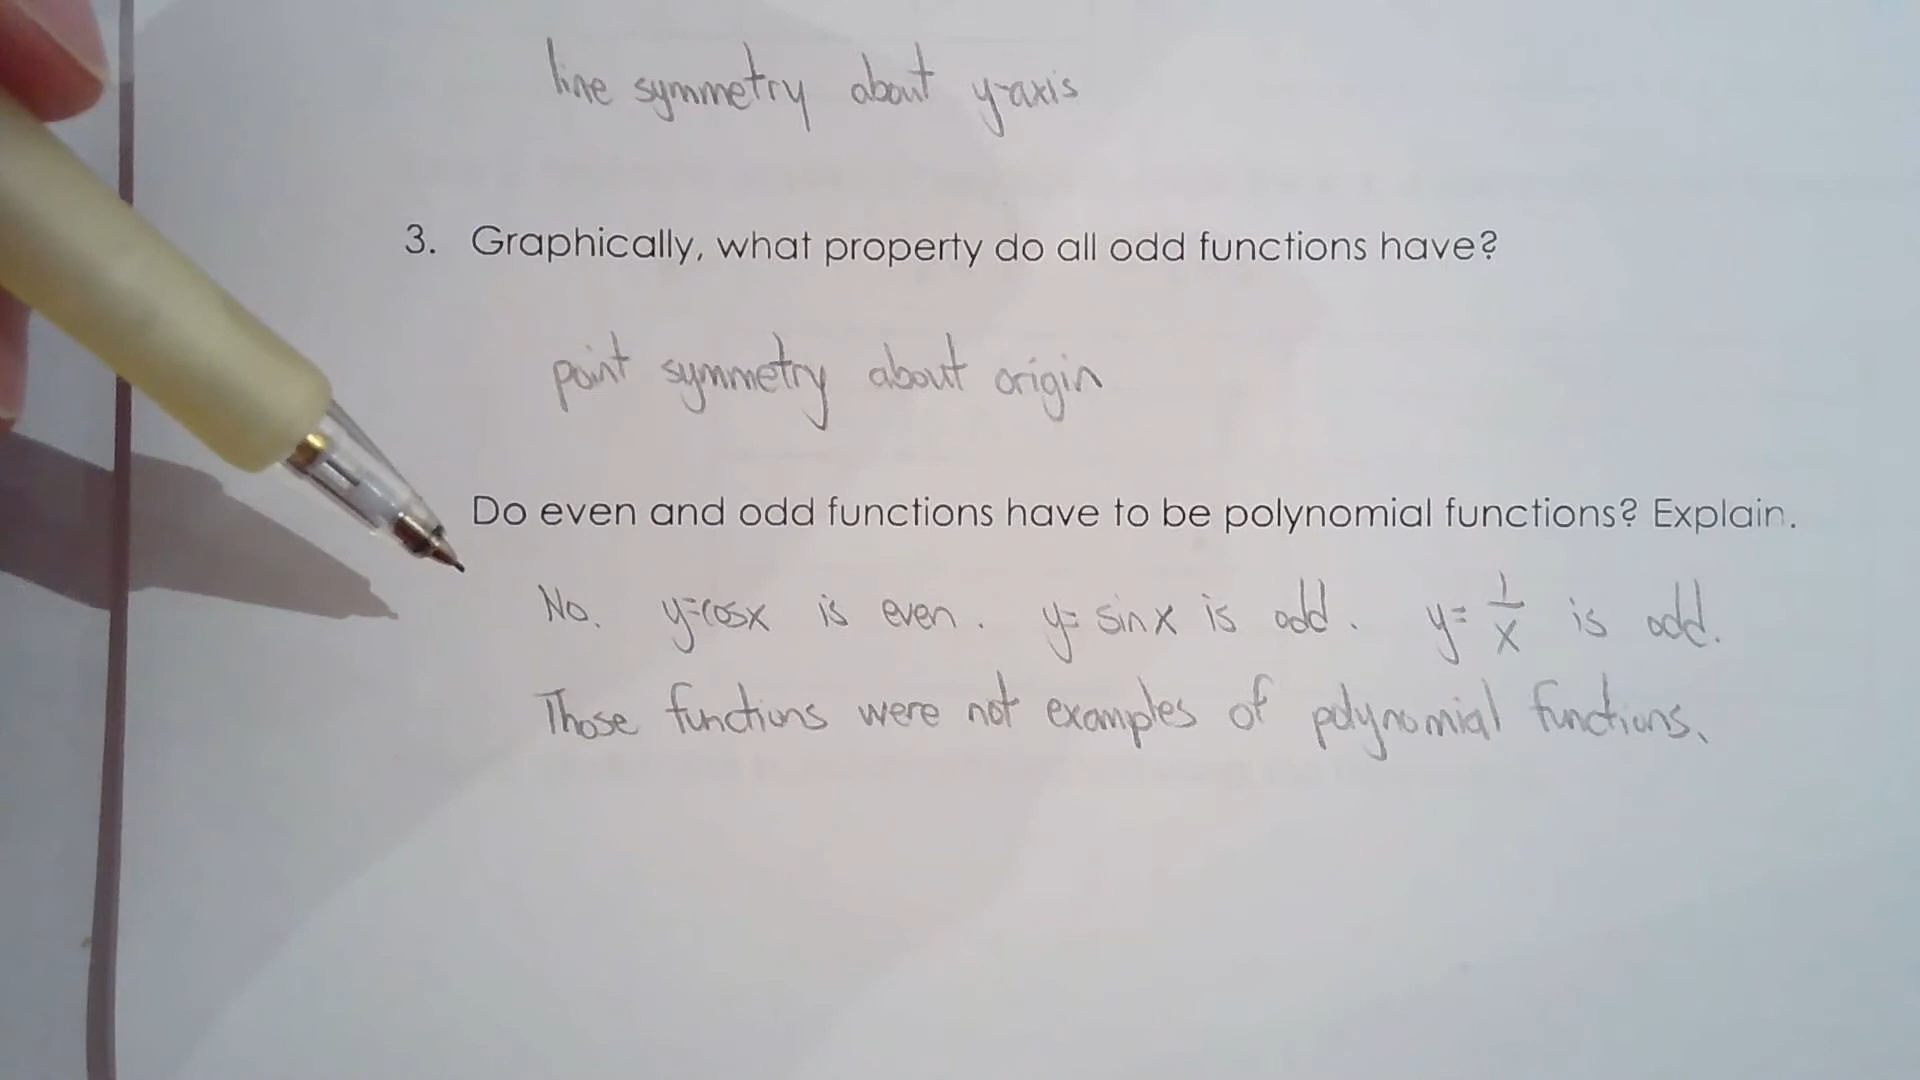 line symmetry about y-axis
3. Graphically, what property do all odd functions have?
point symmetry about origin
Do even and odd functions have to be polynomial functions? Explain.
No. y=cosx is even. y=sinx is odd. y=1/x is odd.
Those functions were not examples of polynomial functions.